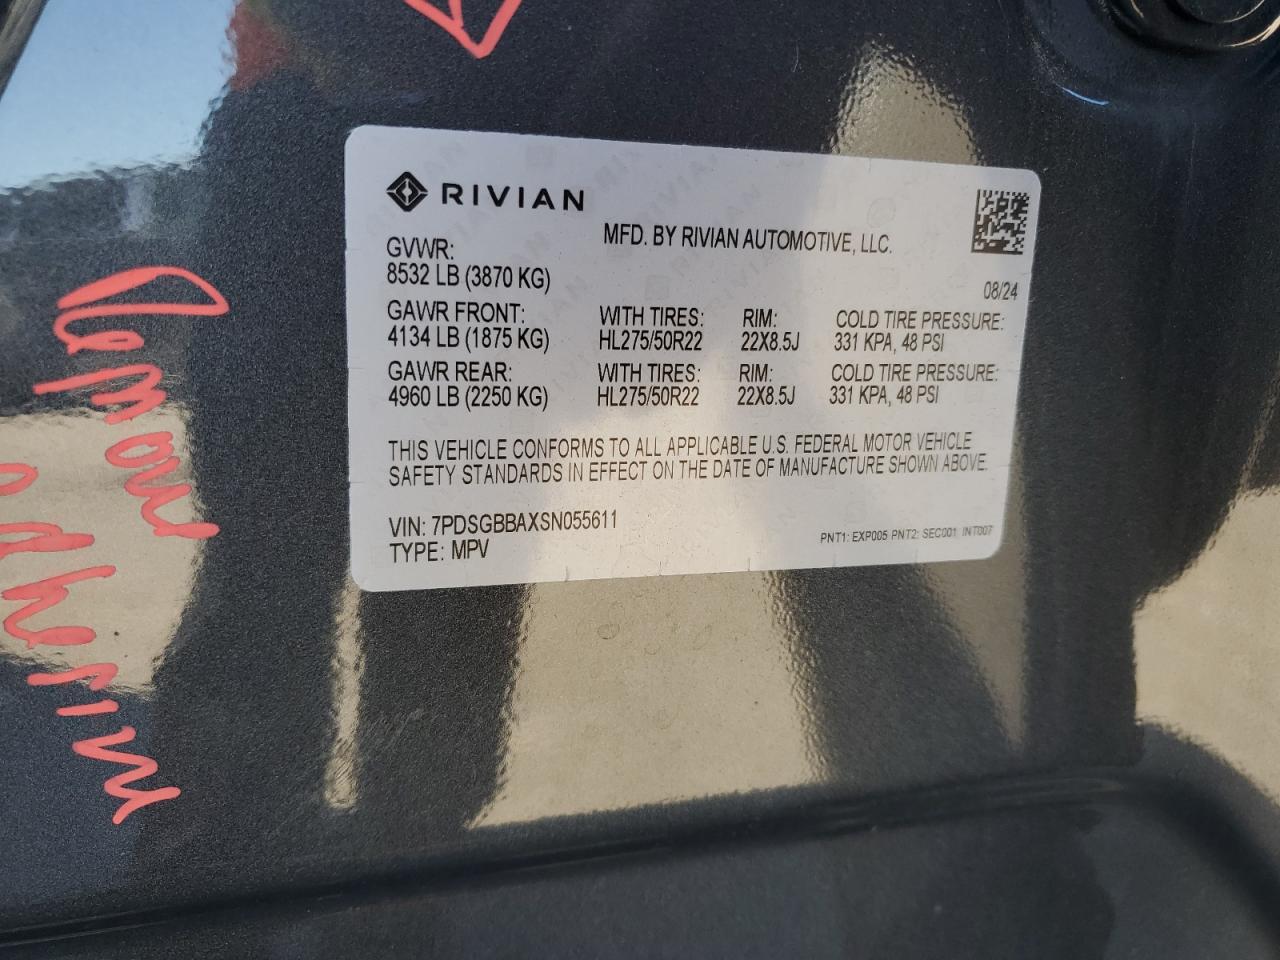 RIVIAN
MFD. BY RIVIAN AUTOMOTIVE, LLC.
GVWR:
8532 LB (3870 KG)
08/24
GAWR FRONT: WITH TIRES: RIM: COLD TIRE PRESSURE:
4134 LB (1875 KG) HL275/50R22 22X8.5J 331 KPA, 48 PSI
GAWR REAR: WITH TIRES: RIM: COLD TIRE PRESSURE:
4960 LB (2250 KG) HL275/50R22 22X8.5J 331 KPA, 48 PSI
THIS VEHICLE CONFORMS TO ALL APPLICABLE U.S. FEDERAL MOTOR VEHICLE
SAFETY STANDARDS IN EFFECT ON THE DATE OF MANUFACTURE SHOWN ABOVE.
VIN: 7PDSGBBAXSN055611
TYPE: MPV
PNT1: EXP005 PNT2: SEC001 INT007